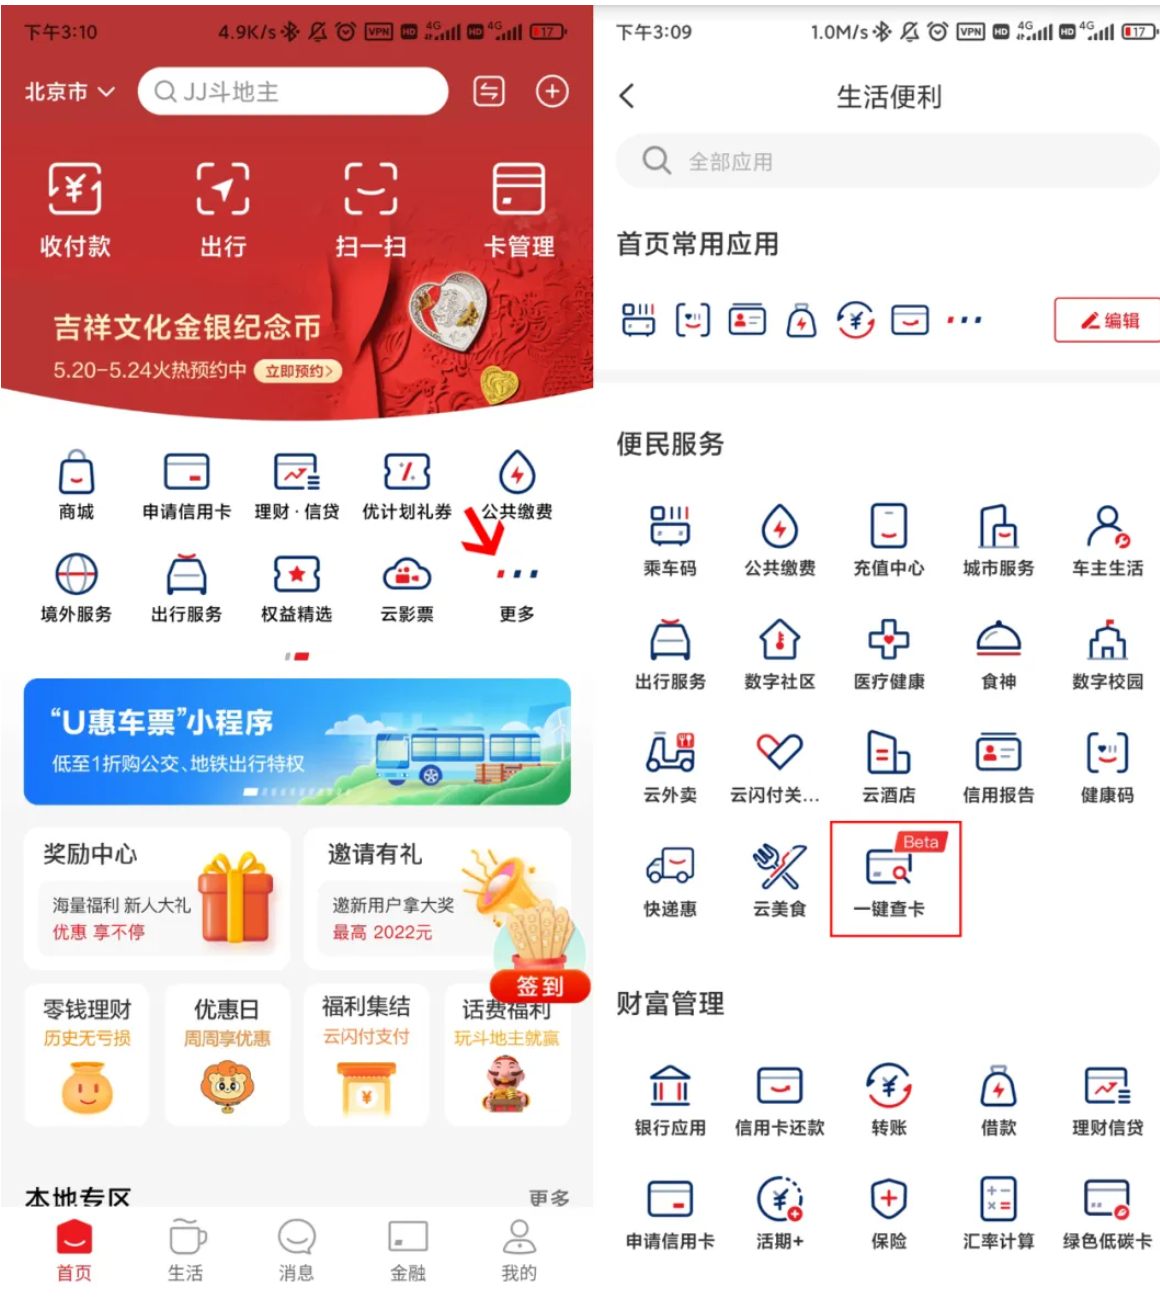 下午3:10
4.9K/s
VPN
HD
4G
HD
4G
17
北京市
JJ斗地主
收付款
出行
扫一扫
卡管理
吉祥文化金银纪念币
5.20-5.24火热预约中
立即预约>
商城
申请信用卡
理财·信贷
优计划礼券
公共缴费
境外服务
出行服务
权益精选
云影票
更多
“U惠车票”小程序
低至1折购公交、地铁出行特权
奖励中心
海量福利 新人大礼
优惠 享不停
邀请有礼
邀新用户拿大奖
最高 2022元
签到
零钱理财
历史无亏损
优惠日
周周享优惠
福利集结
云闪付支付
话费福利
玩斗地主就赢
本地专区
更多
首页
生活
消息
金融
我的
下午3:09
1.0M/s
VPN
HD
4G
HD
4G
17
生活便利
全部应用
首页常用应用
编辑
便民服务
乘车码
公共缴费
充值中心
城市服务
车主生活
出行服务
数字社区
医疗健康
食神
数字校园
云外卖
云闪付关...
云酒店
信用报告
健康码
快递惠
云美食
Beta
一键查卡
财富管理
银行应用
信用卡还款
转账
借款
理财信贷
申请信用卡
活期+
保险
汇率计算
绿色低碳卡